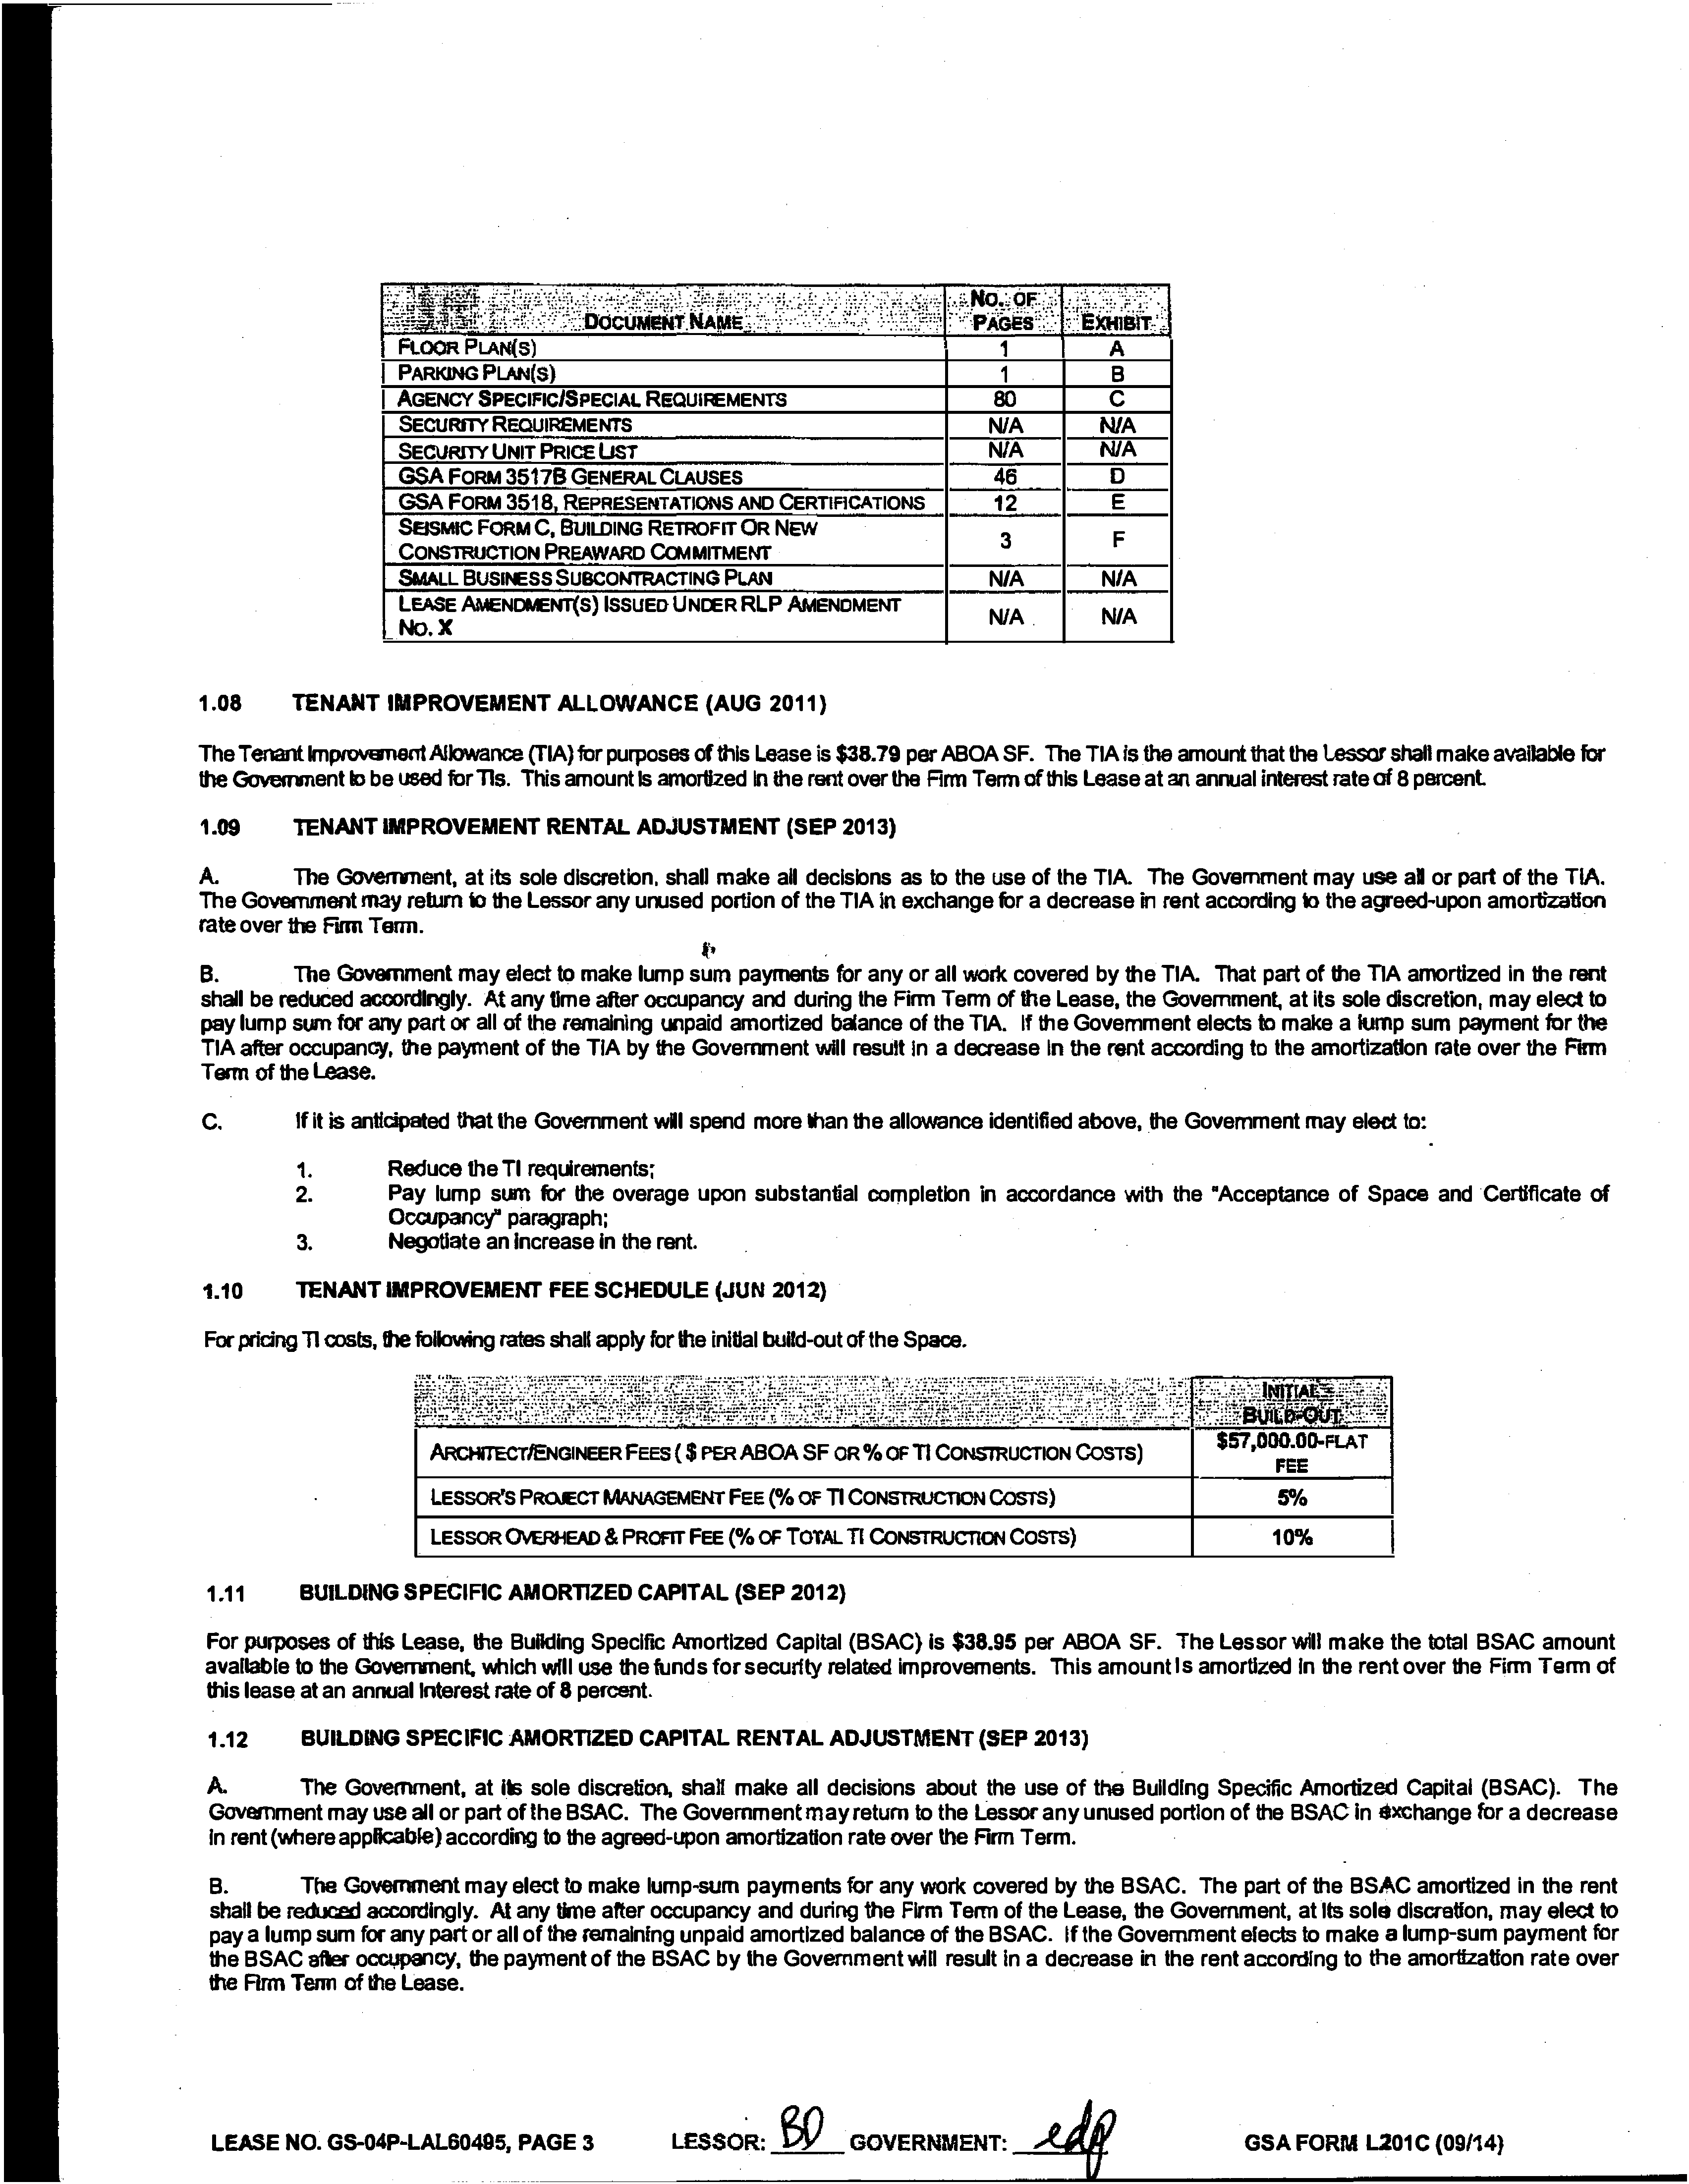 DOCUMENT NAME NO. OF PAGES EXHIBIT
FLOOR PLAN(S) 1 A
PARKING PLAN(S) 1 B
AGENCY SPECIFIC/SPECIAL REQUIREMENTS 80 C
SECURITY REQUIREMENTS N/A N/A
SECURITY UNIT PRICE LIST N/A N/A
GSA FORM 3517B GENERAL CLAUSES 46 D
GSA FORM 3518, REPRESENTATIONS AND CERTIFICATIONS 12 E
SEISMIC FORM C, BUILDING RETROFIT OR NEW
CONSTRUCTION PREAWARD COMMITMENT 3 F
SMALL BUSINESS SUBCONTRACTING PLAN N/A N/A
LEASE AMENDMENT(S) ISSUED UNDER RLP AMENDMENT
NO. X N/A N/A
1.08 TENANT IMPROVEMENT ALLOWANCE (AUG 2011)
The Tenant Improvement Allowance (TIA) for purposes of this Lease is $38.79 per ABOA SF. The TIA is the amount that the Lessor shall make available for
the Government to be used for TIs. This amount is amortized in the rent over the Firm Term of this Lease at an annual interest rate of 8 percent.
1.09 TENANT IMPROVEMENT RENTAL ADJUSTMENT (SEP 2013)
A. The Government, at its sole discretion, shall make all decisions as to the use of the TIA. The Government may use all or part of the TIA.
The Government may return to the Lessor any unused portion of the TIA in exchange for a decrease in rent according to the agreed-upon amortization
rate over the Firm Term.
B. The Government may elect to make lump sum payments for any or all work covered by the TIA. That part of the TIA amortized in the rent
shall be reduced accordingly. At any time after occupancy and during the Firm Term of the Lease, the Government, at its sole discretion, may elect to
pay lump sum for any part or all of the remaining unpaid amortized balance of the TIA. If the Government elects to make a lump sum payment for the
TIA after occupancy, the payment of the TIA by the Government will result in a decrease in the rent according to the amortization rate over the Firm
Term of the Lease.
C. If it is anticipated that the Government will spend more than the allowance identified above, the Government may elect to:
1. Reduce the TI requirements;
2. Pay lump sum for the overage upon substantial completion in accordance with the "Acceptance of Space and Certificate of
Occupancy" paragraph;
3. Negotiate an increase in the rent.
1.10 TENANT IMPROVEMENT FEE SCHEDULE (JUN 2012)
For pricing TI costs, the following rates shall apply for the initial build-out of the Space.
INITIAL
BUILD-OUT
ARCHITECT/ENGINEER FEES ( $ PER ABOA SF OR % OF TI CONSTRUCTION COSTS) $57,000.00-FLAT
FEE
LESSOR'S PROJECT MANAGEMENT FEE (% OF TI CONSTRUCTION COSTS) 5%
LESSOR OVERHEAD & PROFIT FEE (% OF TOTAL TI CONSTRUCTION COSTS) 10%
1.11 BUILDING SPECIFIC AMORTIZED CAPITAL (SEP 2012)
For purposes of this Lease, the Building Specific Amortized Capital (BSAC) is $38.95 per ABOA SF. The Lessor will make the total BSAC amount
available to the Government, which will use the funds for security related improvements. This amount is amortized in the rent over the Firm Term of
this lease at an annual interest rate of 8 percent.
1.12 BUILDING SPECIFIC AMORTIZED CAPITAL RENTAL ADJUSTMENT (SEP 2013)
A. The Government, at its sole discretion, shall make all decisions about the use of the Building Specific Amortized Capital (BSAC). The
Government may use all or part of the BSAC. The Government may return to the Lessor any unused portion of the BSAC in exchange for a decrease
in rent (where applicable) according to the agreed-upon amortization rate over the Firm Term.
B. The Government may elect to make lump-sum payments for any work covered by the BSAC. The part of the BSAC amortized in the rent
shall be reduced accordingly. At any time after occupancy and during the Firm Term of the Lease, the Government, at its sole discretion, may elect to
pay a lump sum for any part or all of the remaining unpaid amortized balance of the BSAC. If the Government elects to make a lump-sum payment for
the BSAC after occupancy, the payment of the BSAC by the Government will result in a decrease in the rent according to the amortization rate over
the Firm Term of the Lease.
LEASE NO. GS-04P-LAL60495, PAGE 3 LESSOR: BD GOVERNMENT: edp GSA FORM L201C (09/14)